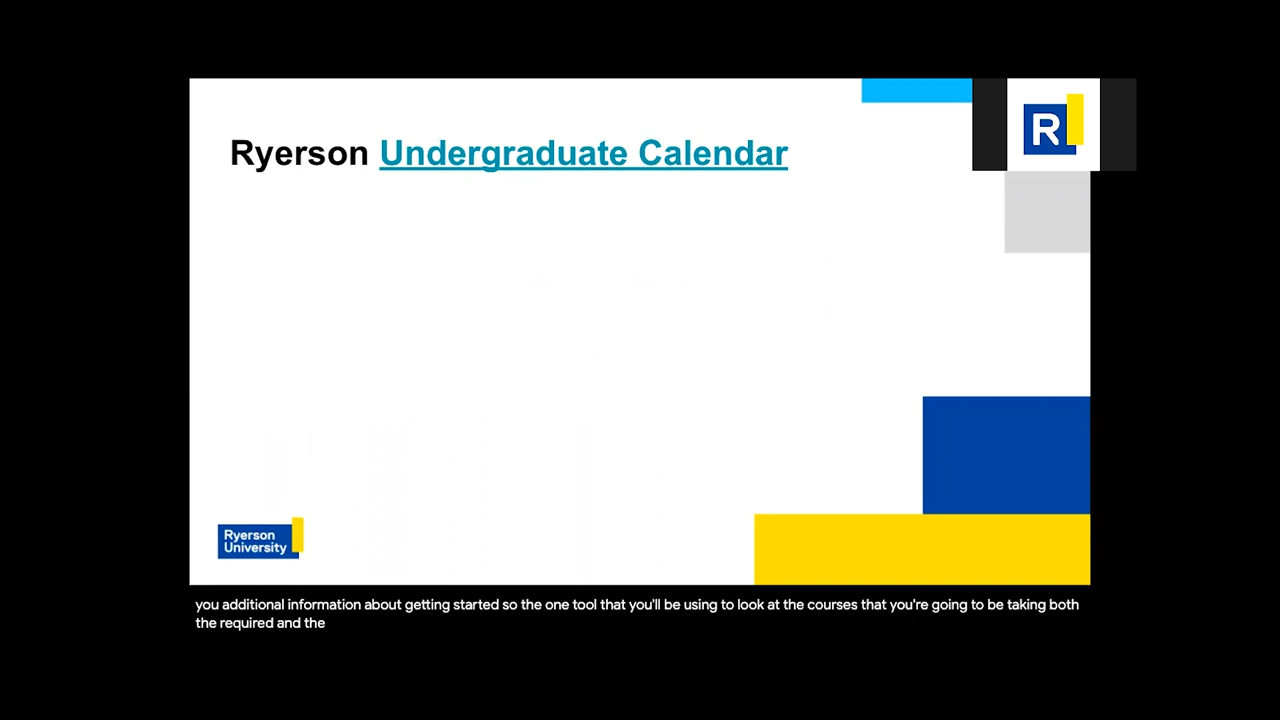 R
Ryerson Undergraduate Calendar
Ryerson
University
you additional information about getting started so the one tool that you'll be using to look at the courses that you're going to be taking both
the required and the